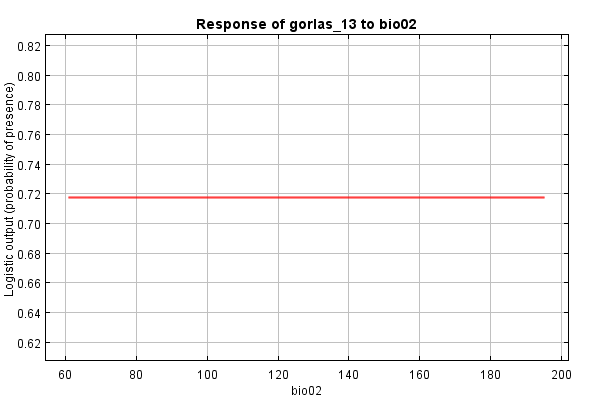 Response of gorlas_13 to bio02
Logistic output (probability of presence)
0.82
0.80
0.78
0.76
0.74
0.72
0.70
0.68
0.66
0.64
0.62
60 80 100 120 140 160 180 200
bio02